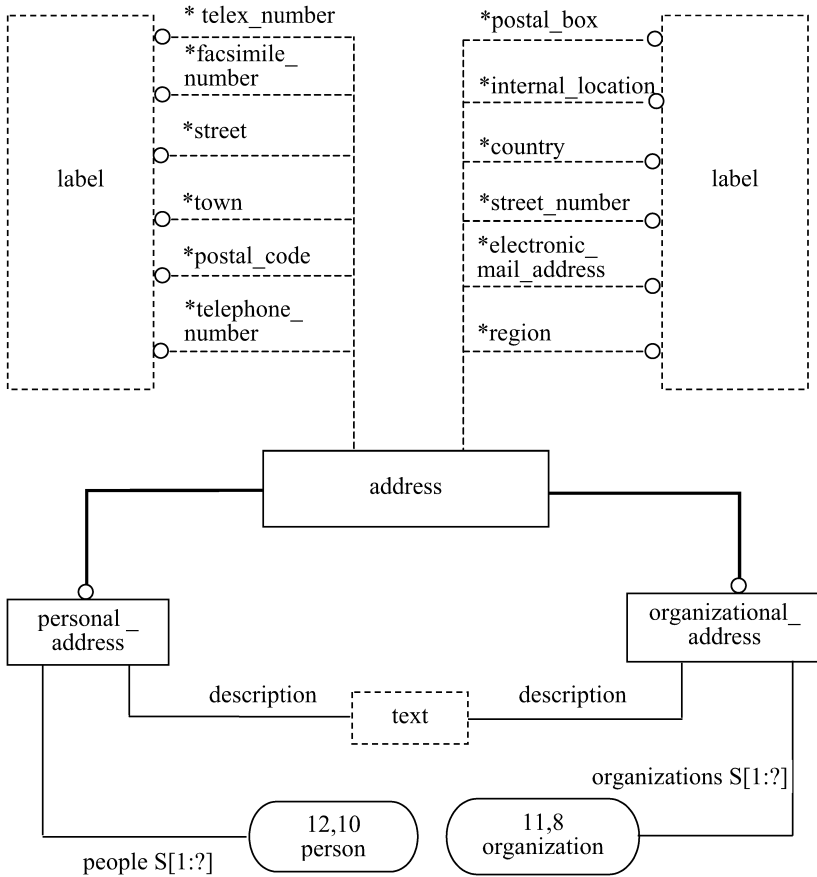 * telex_number
*facsimile_
number
*street
label
*town
*postal_code
*telephone_
number
*postal_box
*internal_location
*country
label
*street_number
*electronic_
mail_address
*region
address
personal_
address
organizational_
address
description
text
description
organizations S[1:?]
12,10
person
11,8
organization
people S[1:?]